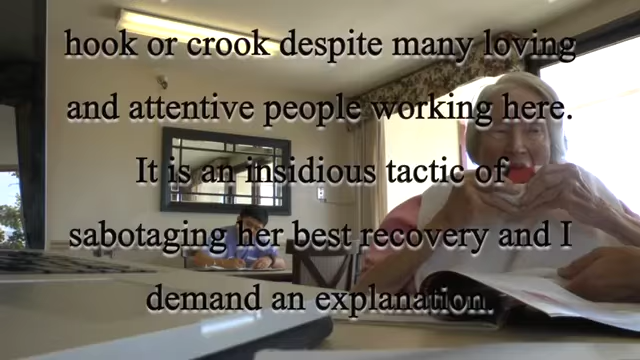 hook or crook despite many loving
and attentive people working here.
It is an insidious tactic of
sabotaging her best recovery and I
demand an explanation.